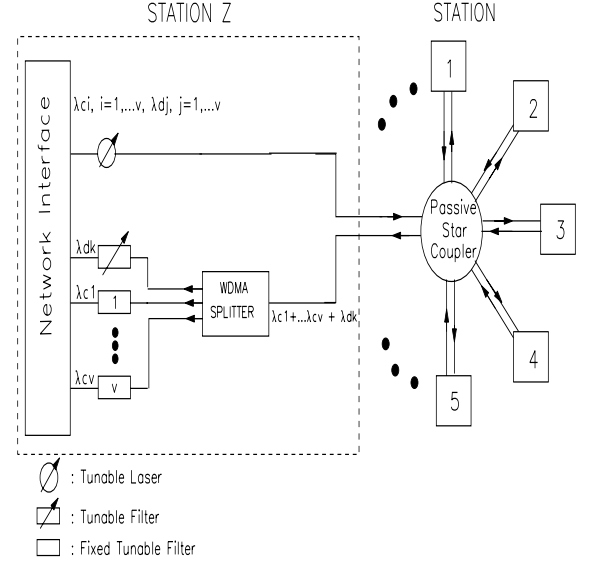 STATION Z
STATION
Network Interface
λci, i=1,...v, λdj, j=1,...v
λdk
λc1
1
λcv
v
WDMA
SPLITTER
λc1+...λcv + λdk
Passive
Star
Coupler
1
2
3
4
5
: Tunable Laser
: Tunable Filter
: Fixed Tunable Filter